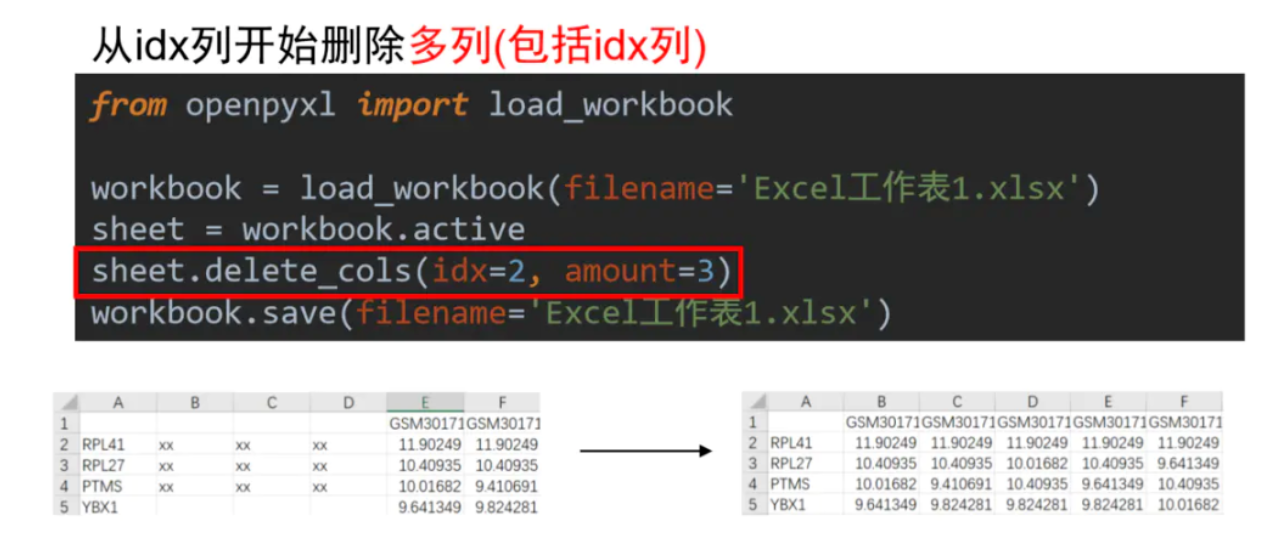 从idx列开始删除多列(包括idx列)
from openpyxl import load_workbook
workbook = load_workbook(filename='Excel工作表1.xlsx')
sheet = workbook.active
sheet.delete_cols(idx=2, amount=3)
workbook.save(filename='Excel工作表1.xlsx')
A B C D E F
1 GSM30171 GSM30171
2 RPL41 xx xx xx 11.90249 11.90249
3 RPL27 xx xx xx 10.40935 10.40935
4 PTMS xx xx xx 10.01682 9.410691
5 YBX1 9.641349 9.824281
A B C D E F
1 GSM30171 GSM30171 GSM30171 GSM30171 GSM30171
2 RPL41 11.90249 11.90249 11.90249 11.90249 11.90249
3 RPL27 10.40935 10.40935 10.01682 10.40935 9.641349
4 PTMS 10.01682 9.410691 10.40935 9.641349 10.40935
5 YBX1 9.641349 9.824281 9.824281 9.824281 10.01682